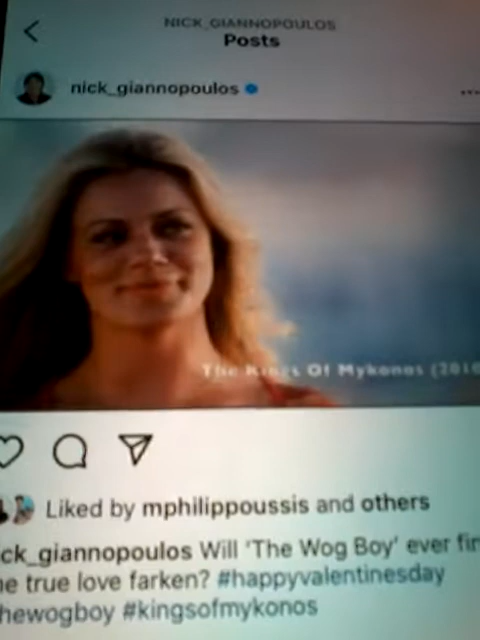 NICK_GIANNOPOULOS
Posts
nick_giannopoulos
The Kings Of Mykonos (2010
Liked by mphilippoussis and others
ck_giannopoulos Will 'The Wog Boy' ever fin
e true love farken? #happyvalentinesday
hewogboy #kingsofmykonos